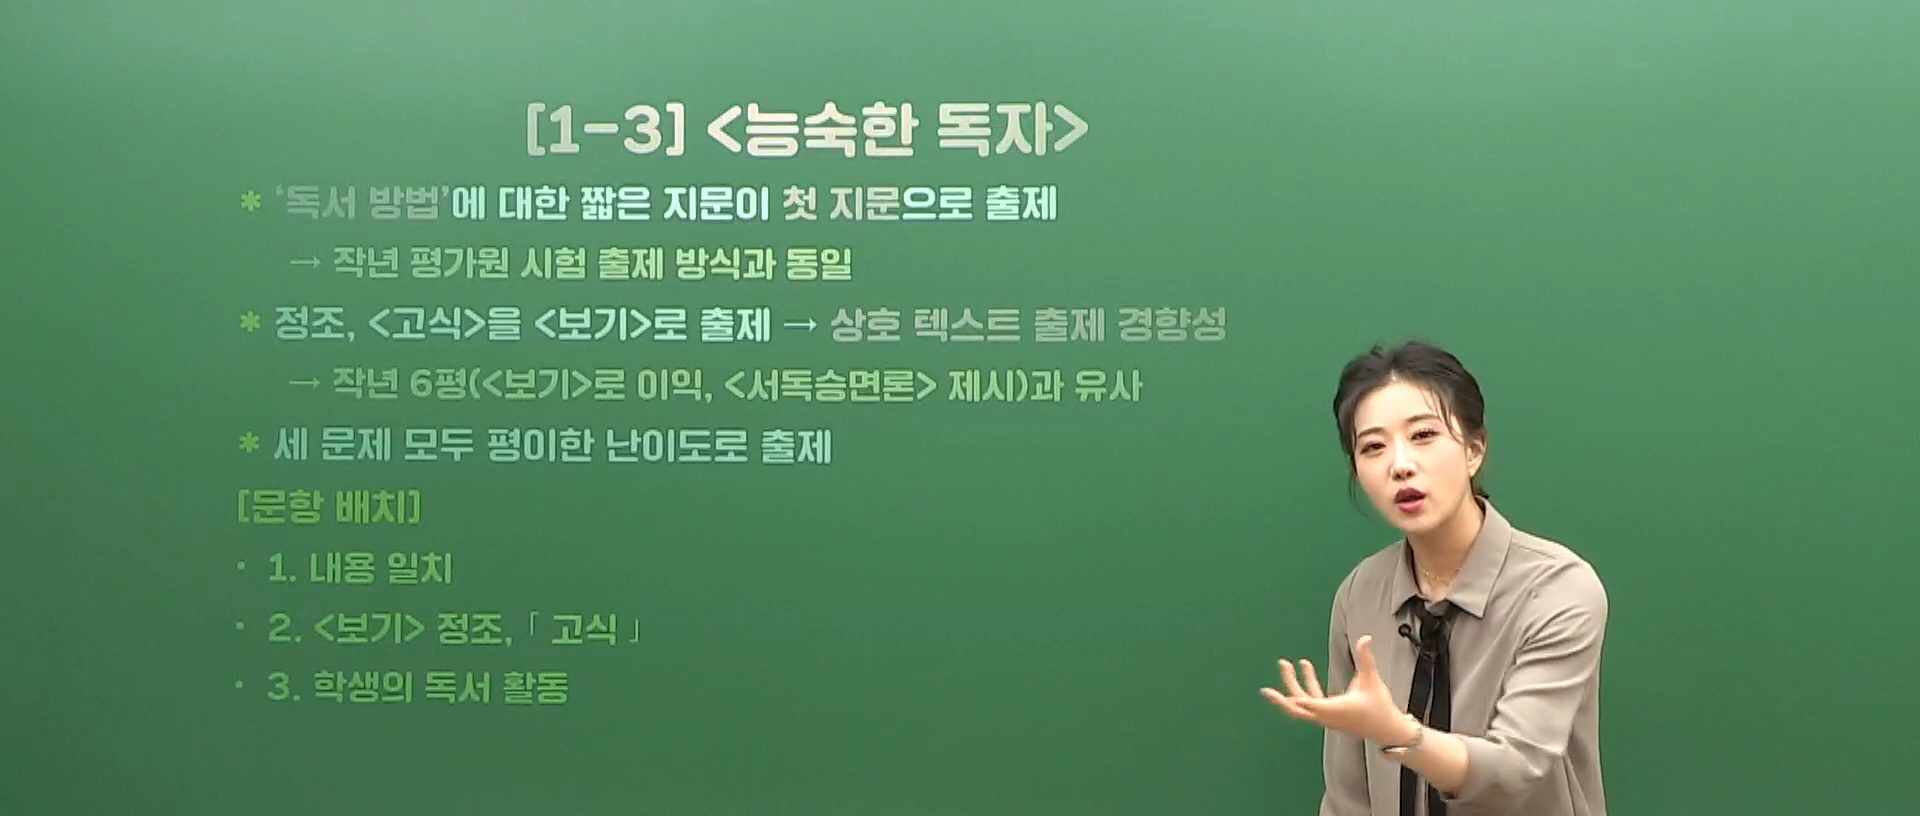 [1-3] <능숙한 독자>
* '독서 방법'에 대한 짧은 지문이 첫 지문으로 출제
→ 작년 평가원 시험 출제 방식과 동일
* 정조, <고식>을 <보기>로 출제 → 상호 텍스트 출제 경향성
→ 작년 6평(<보기>로 이익, <서독승면론> 제시)과 유사
* 세 문제 모두 평이한 난이도로 출제
[문항 배치]
· 1. 내용 일치
· 2. <보기> 정조, 「 고식 」
· 3. 학생의 독서 활동